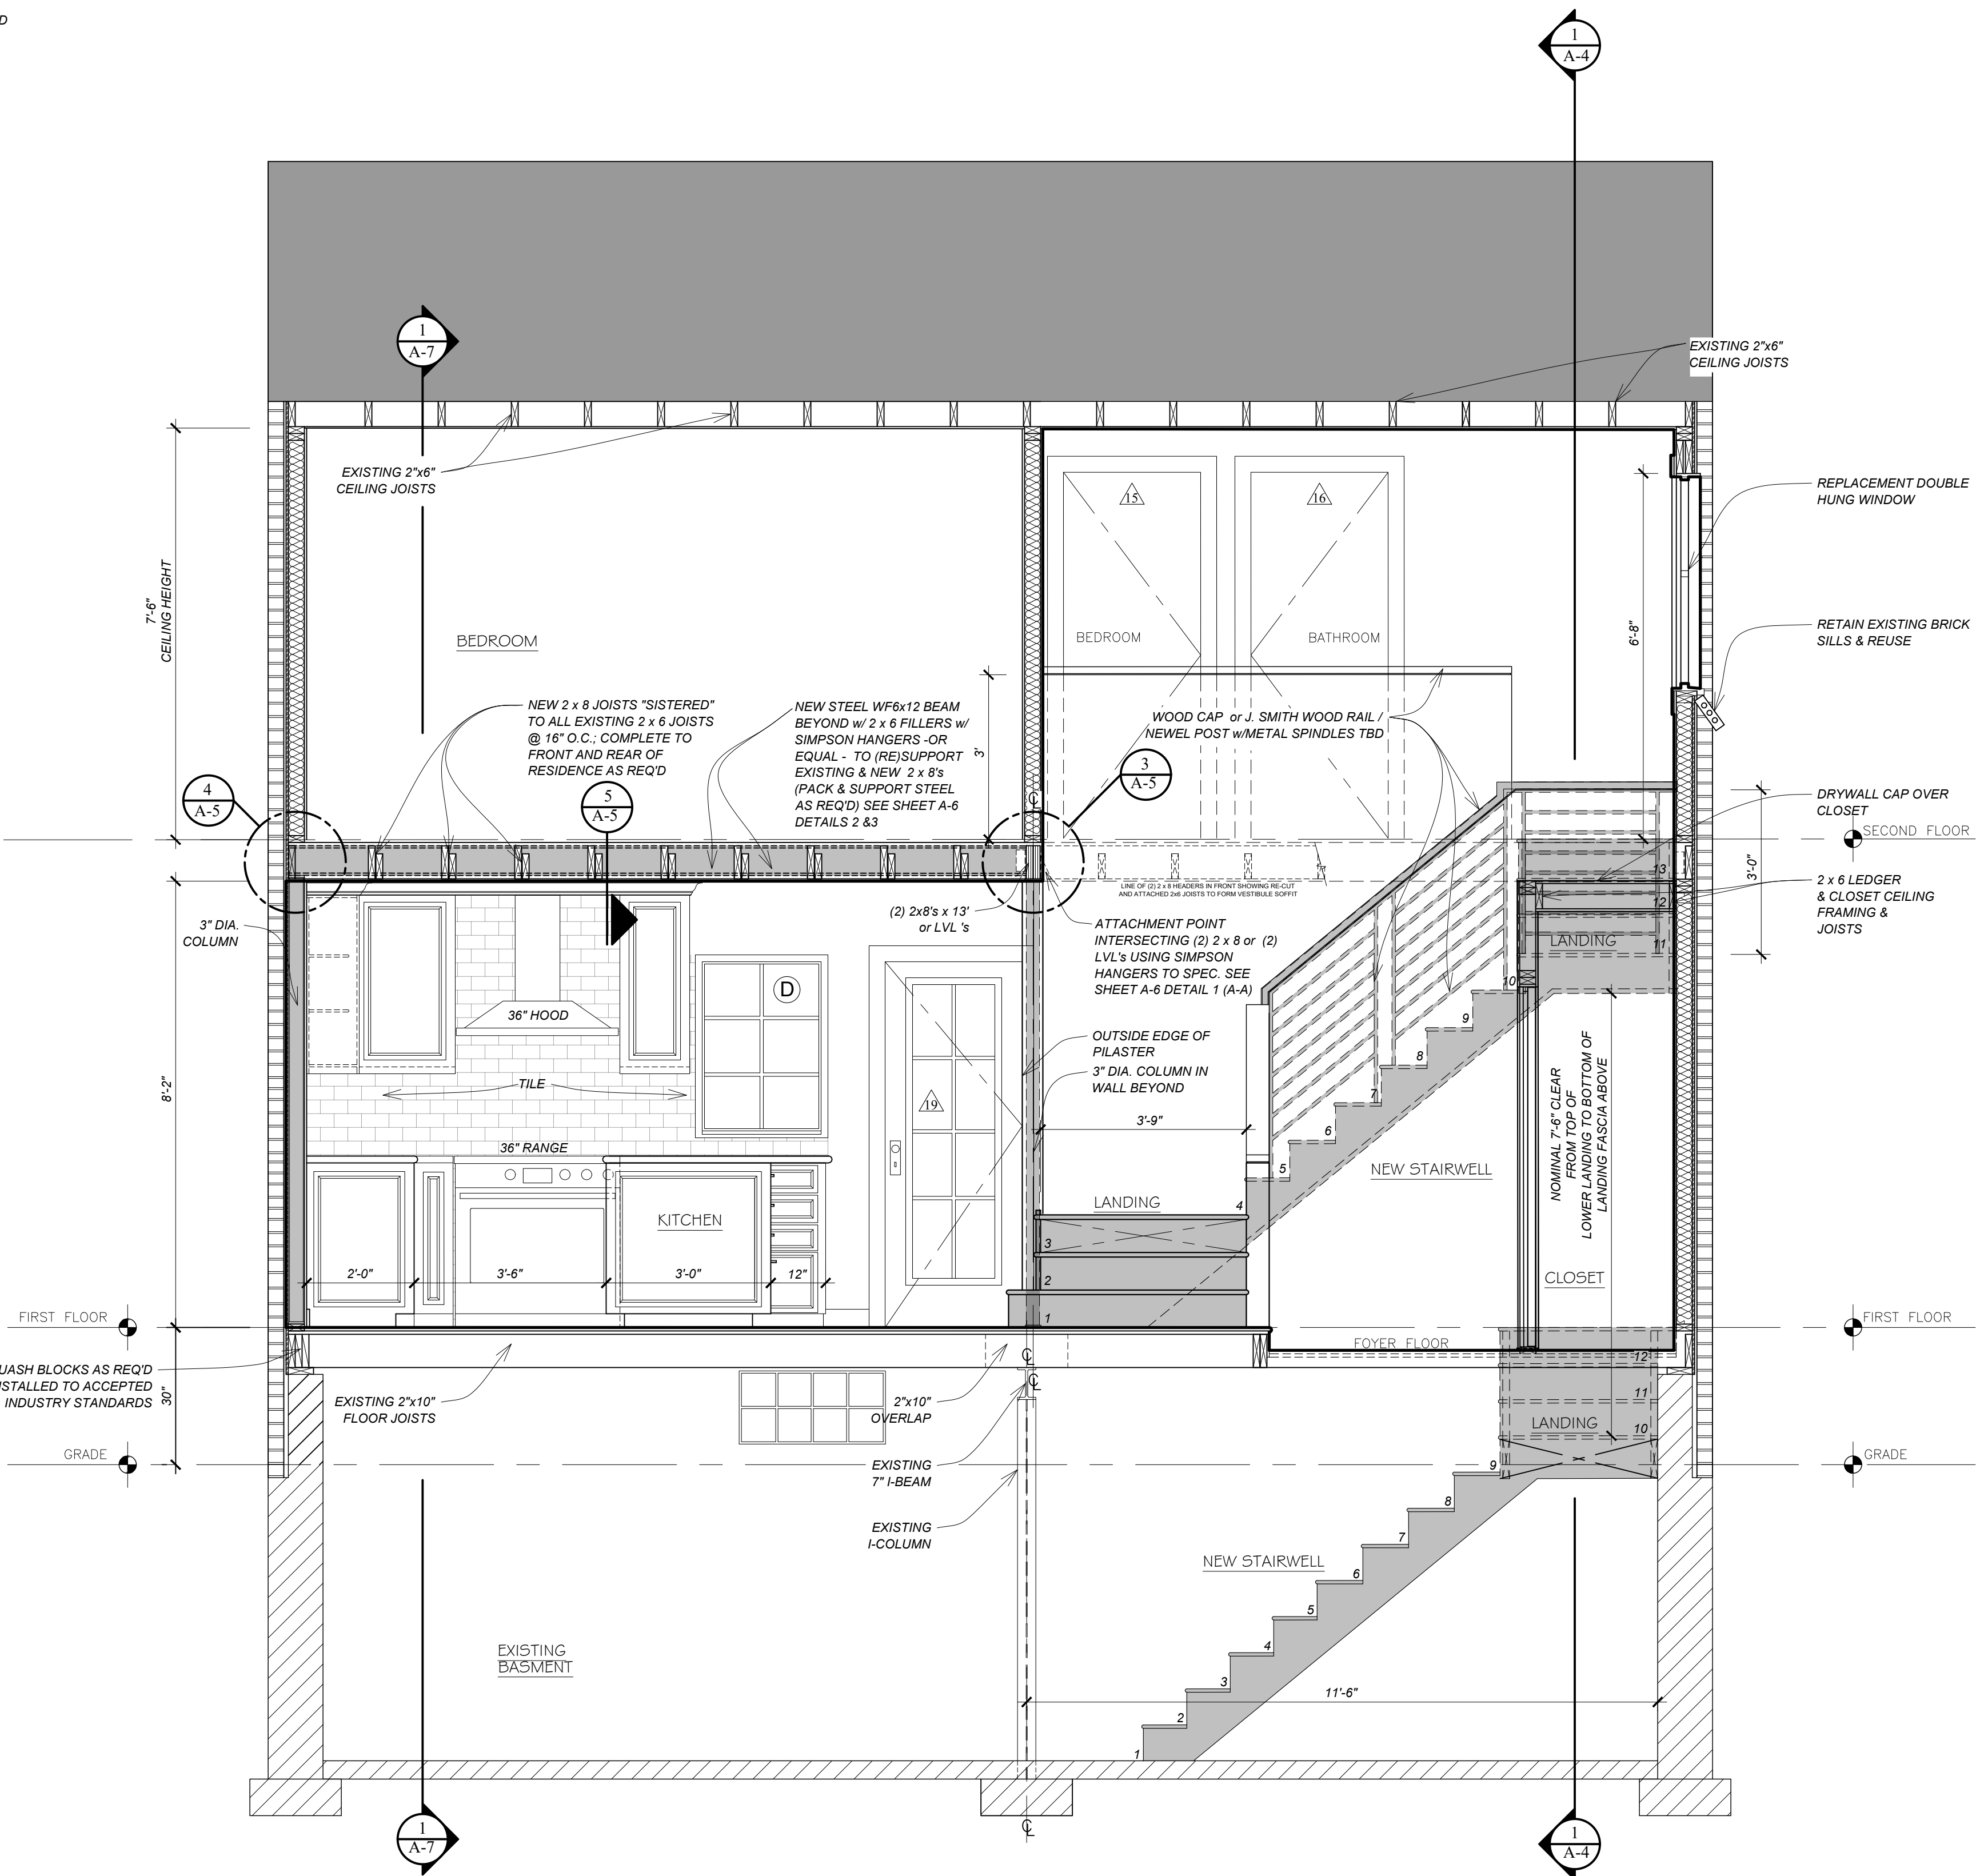 D
1
A-4
1
A-7
EXISTING 2"x6"
CEILING JOISTS
EXISTING 2"x6"
CEILING JOISTS
7'-6"
CEILING HEIGHT
BEDROOM
15
BEDROOM
16
BATHROOM
6'-8"
REPLACEMENT DOUBLE
HUNG WINDOW
RETAIN EXISTING BRICK
SILLS & REUSE
NEW 2 x 8 JOISTS "SISTERED"
TO ALL EXISTING 2 x 6 JOISTS
@ 16" O.C.; COMPLETE TO
FRONT AND REAR OF
RESIDENCE AS REQ'D
NEW STEEL WF6x12 BEAM
BEYOND w/ 2 x 6 FILLERS w/
SIMPSON HANGERS -OR
EQUAL - TO (RE)SUPPORT
EXISTING & NEW 2 x 8's
(PACK & SUPPORT STEEL
AS REQ'D) SEE SHEET A-6
DETAILS 2 &3
3'
WOOD CAP or J. SMITH WOOD RAIL /
NEWEL POST w/METAL SPINDLES TBD
4
A-5
5
A-5
3
A-5
CL
DRYWALL CAP OVER
CLOSET
SECOND FLOOR
3'-0"
2 x 6 LEDGER
& CLOSET CEILING
FRAMING &
JOISTS
LINE OF (2) 2 x 8 HEADERS IN FRONT SHOWING RE-CUT
AND ATTACHED 2x6 JOISTS TO FORM VESTIBULE SOFFIT
3" DIA.
COLUMN
(2) 2x8's x 13'
or LVL 's
ATTACHMENT POINT
INTERSECTING (2) 2 x 8 or (2)
LVL's USING SIMPSON
HANGERS TO SPEC. SEE
SHEET A-6 DETAIL 1 (A-A)
13
12
11
LANDING
10
9
8
7
6
5
4
D
36" HOOD
TILE
36" RANGE
19
8'-2"
OUTSIDE EDGE OF
PILASTER
3" DIA. COLUMN IN
WALL BEYOND
3'-9"
NEW STAIRWELL
NOMINAL 7'-6" CLEAR
FROM TOP OF
LOWER LANDING TO BOTTOM OF
LANDING FASCIA ABOVE
LANDING
3
2
1
KITCHEN
2'-0"
3'-6"
3'-0"
12"
CLOSET
FIRST FLOOR
FIRST FLOOR
FOYER FLOOR
UASH BLOCKS AS REQ'D
STALLED TO ACCEPTED
INDUSTRY STANDARDS
30"
EXISTING 2"x10"
FLOOR JOISTS
2"x10"
OVERLAP
CL
CL
12
11
LANDING
10
GRADE
GRADE
EXISTING
7" I-BEAM
EXISTING
I-COLUMN
9
8
7
6
5
4
3
2
1
NEW STAIRWELL
EXISTING
BASMENT
11'-6"
CL
1
A-7
1
A-4